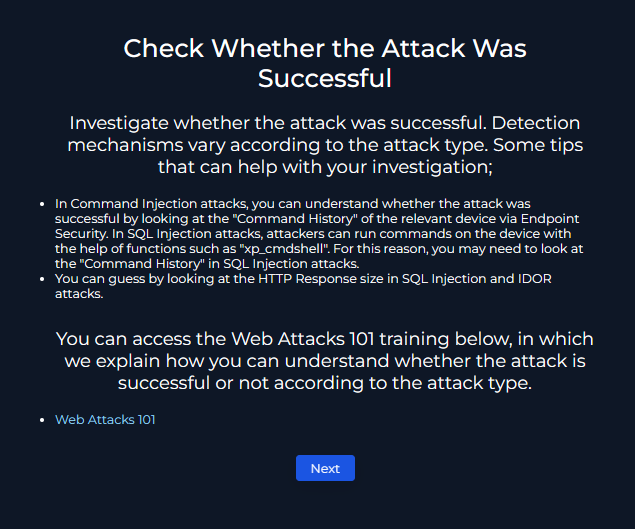 Check Whether the Attack Was
Successful
Investigate whether the attack was successful. Detection
mechanisms vary according to the attack type. Some tips
that can help with your investigation;
In Command Injection attacks, you can understand whether the attack was
successful by looking at the "Command History" of the relevant device via Endpoint
Security. In SQL Injection attacks, attackers can run commands on the device with
the help of functions such as "xp_cmdshell". For this reason, you may need to look at
the "Command History" in SQL Injection attacks.
You can guess by looking at the HTTP Response size in SQL Injection and IDOR
attacks.
You can access the Web Attacks 101 training below, in which
we explain how you can understand whether the attack is
successful or not according to the attack type.
Web Attacks 101
Next